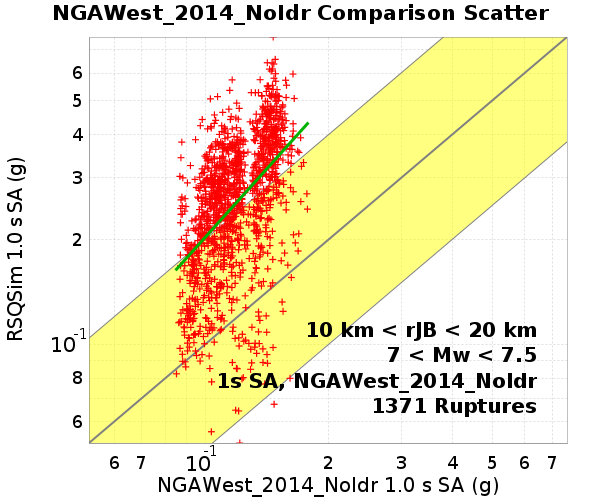 NGAWest_2014_NoIdr Comparison Scatter
RSQSim 1.0 s SA (g)
6
5
4
3
2
10⁻¹
8
6
10 km < rJB < 20 km
7 < Mw < 7.5
1s SA, NGAWest_2014_NoIdr
1371 Ruptures
6 7 10⁻¹ 2 3 4 5 6 7
NGAWest_2014_NoIdr 1.0 s SA (g)